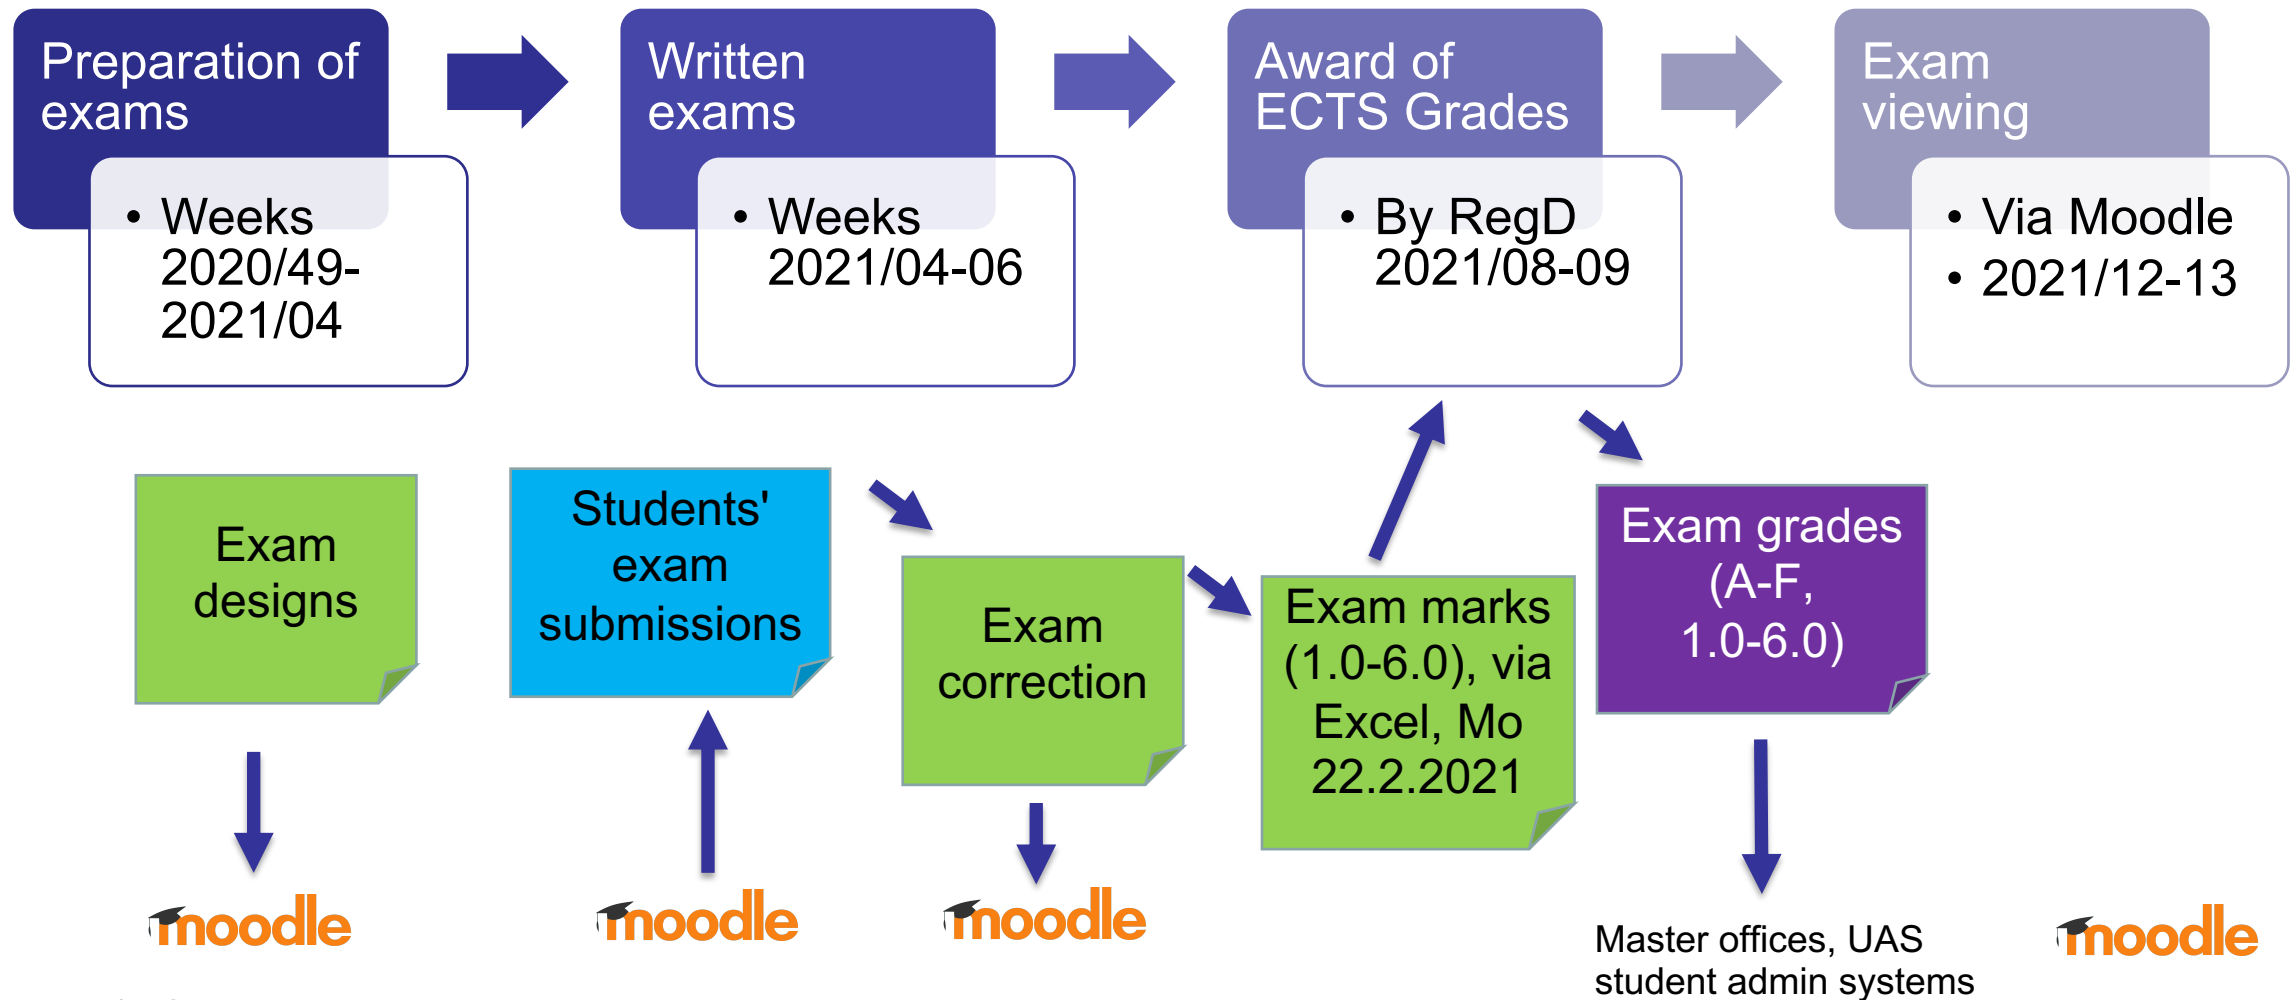 Preparation of
exams
• Weeks
2020/49-
2021/04
Written
exams
• Weeks
2021/04-06
Award of
ECTS Grades
• By RegD
2021/08-09
Exam
viewing
• Via Moodle
• 2021/12-13
Exam
designs
Students'
exam
submissions
Exam
correction
Exam marks
(1.0-6.0), via
Excel, Mo
22.2.2021
Exam grades
(A-F,
1.0-6.0)
moodle
moodle
moodle
Master offices, UAS
student admin systems
moodle